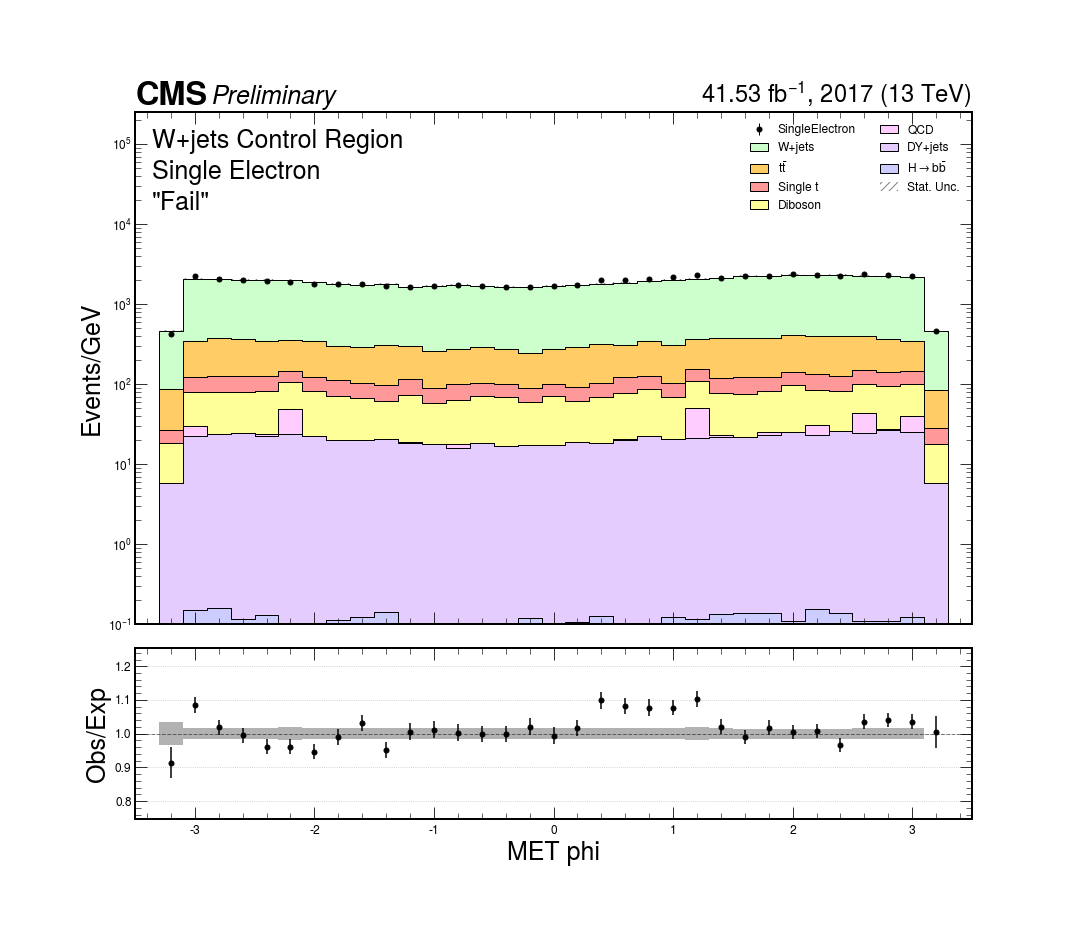 CMS Preliminary
41.53 fb⁻¹, 2017 (13 TeV)
W+jets Control Region
Single Electron
"Fail"
SingleElectron
W+jets
tt̄
Single t
Diboson
QCD
DY+jets
H→bb̄
Stat. Unc.
Events/GeV
10⁵
10⁴
10³
10²
10¹
10⁰
10⁻¹
Obs/Exp
1.2
1.1
1.0
0.9
0.8
-3 -2 -1 0 1 2 3
MET phi